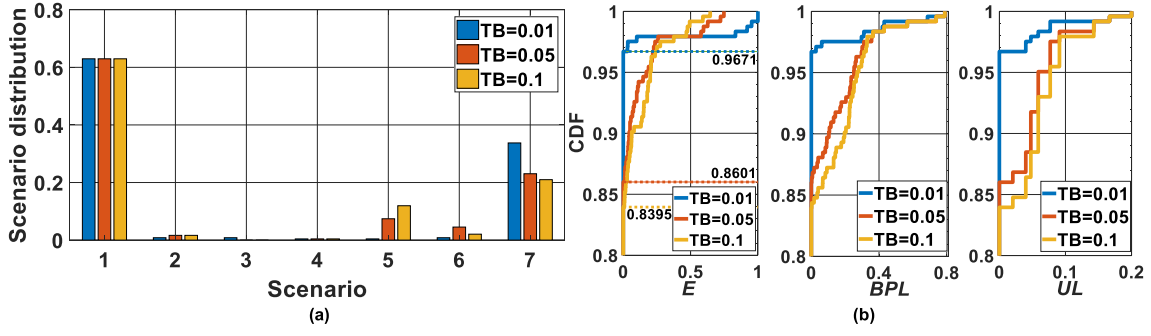 Scenario distribution
0.8
0.6
0.4
0.2
0
TB=0.01
TB=0.05
TB=0.1
1 2 3 4 5 6 7
Scenario
(a)
CDF
1
0.95
0.9
0.85
0.8
0.9671
0.8601
0.8395
TB=0.01
TB=0.05
TB=0.1
0 0.5 1
E
1
0.95
0.9
0.85
0.8
TB=0.01
TB=0.05
TB=0.1
0 0.4 0.8
BPL
1
0.95
0.9
0.85
0.8
TB=0.01
TB=0.05
TB=0.1
0 0.1 0.2
UL
(b)